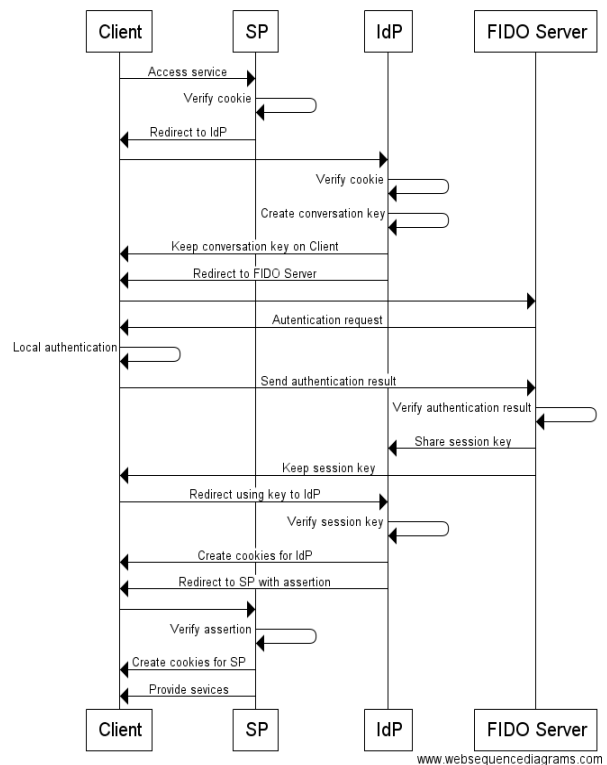 Client SP IdP FIDO Server
Access service
Verify cookie
Redirect to IdP
Verify cookie
Create conversation key
Keep conversation key on Client
Redirect to FIDO Server
Autentication request
Local authentication
Send authentication result
Verify authentication result
Share session key
Keep session key
Redirect using key to IdP
Verify session key
Create cookies for IdP
Redirect to SP with assertion
Verify assertion
Create cookies for SP
Provide sevices
Client SP IdP FIDO Server
www.websequencediagrams.com